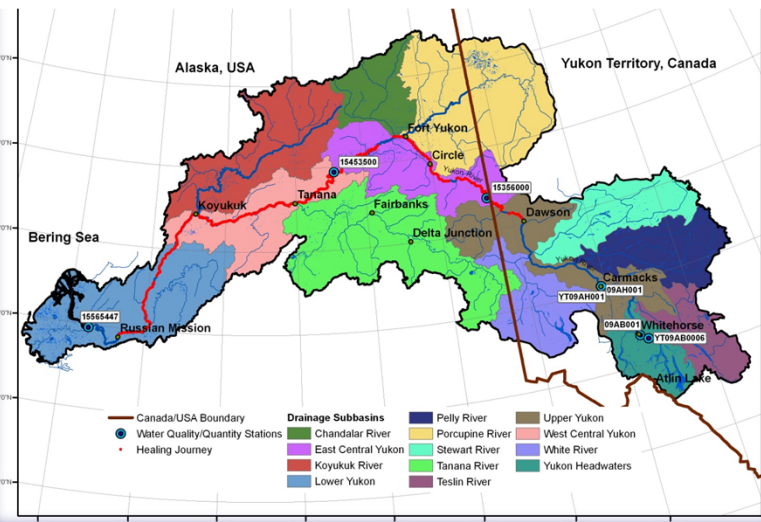 Alaska, USA
Yukon Territory, Canada
Fort Yukon
Circle
15453500
Yukon River
15356000
Tanana
Koyukuk
Fairbanks
Dawson
Bering Sea
Delta Junction
Carmacks
09AH001
YT09AH001
15565447
Russian Mission
09AB001
Whitehorse
YT09AB0006
Atlin Lake
Canada/USA Boundary
Water Quality/Quantity Stations
Healing Journey
Drainage Subbasins
Chandalar River
East Central Yukon
Koyukuk River
Lower Yukon
Pelly River
Porcupine River
Stewart River
Tanana River
Teslin River
Upper Yukon
West Central Yukon
White River
Yukon Headwaters